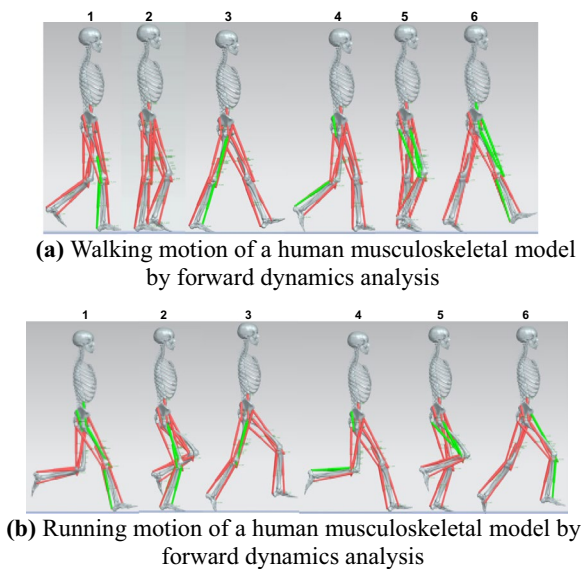 1 2 3 4 5 6
(a) Walking motion of a human musculoskeletal model
by forward dynamics analysis
1 2 3 4 5 6
(b) Running motion of a human musculoskeletal model by
forward dynamics analysis